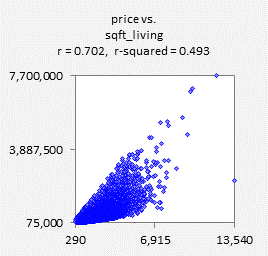 price vs.
sqft_living
r = 0.702, r-squared = 0.493
7,700,000
3,887,500
75,000
290
6,915
13,540